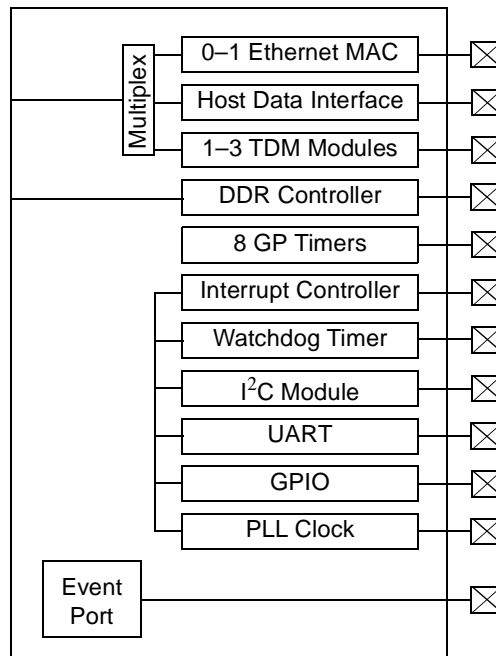 0–1 Ethernet MAC
Multiplex
Host Data Interface
1–3 TDM Modules
DDR Controller
8 GP Timers
Interrupt Controller
Watchdog Timer
I²C Module
UART
GPIO
PLL Clock
Event
Port